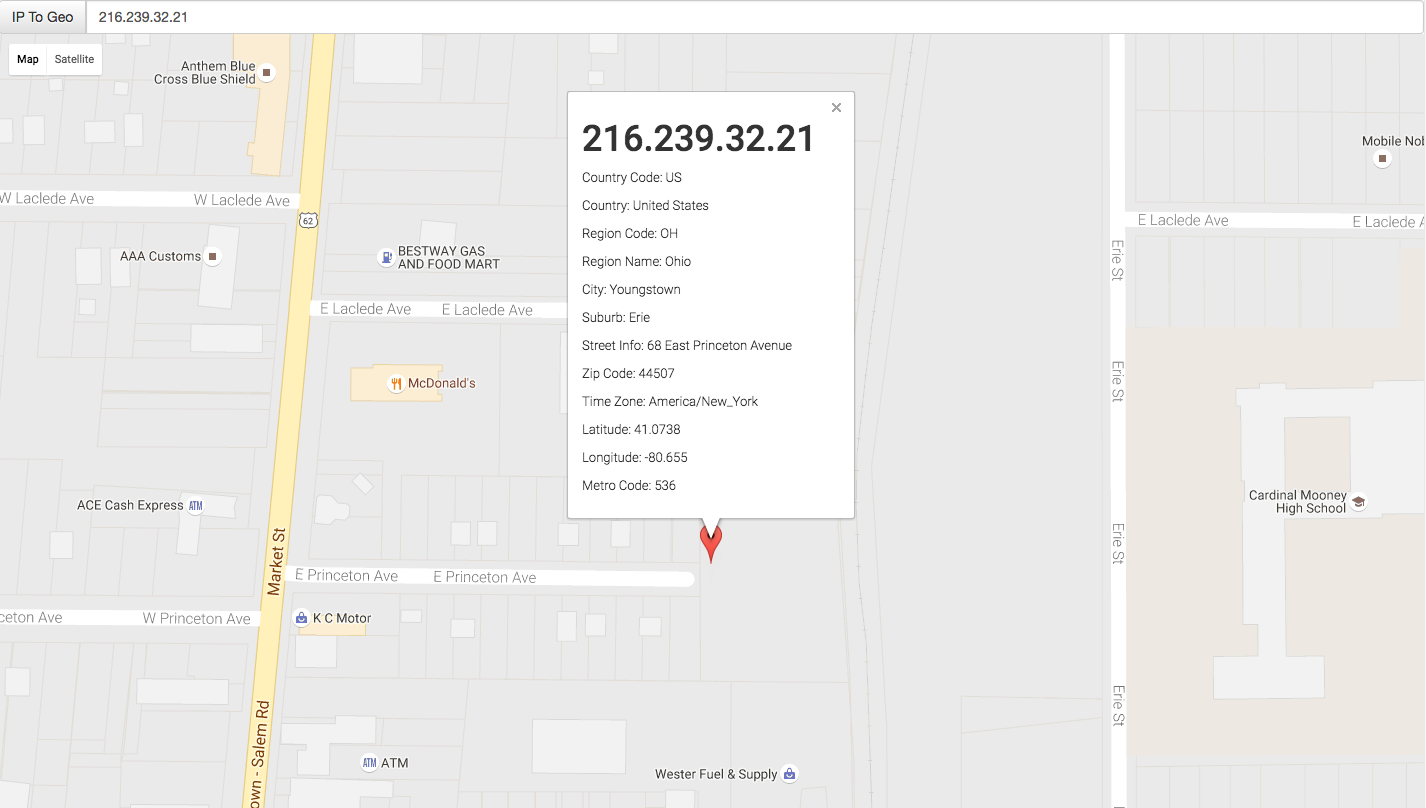 IP To Geo
216.239.32.21
Map
Satellite
Anthem Blue
Cross Blue Shield
216.239.32.21
Country Code: US
Country: United States
Region Code: OH
Region Name: Ohio
City: Youngstown
Suburb: Erie
Street Info: 68 East Princeton Avenue
Zip Code: 44507
Time Zone: America/New_York
Latitude: 41.0738
Longitude: -80.655
Metro Code: 536
Mobile Nob
W Laclede Ave
W Laclede Ave
62
E Laclede Ave
E Laclede A
AAA Customs
BESTWAY GAS
AND FOOD MART
Erie St
E Laclede Ave
E Laclede Ave
McDonald's
Erie St
ACE Cash Express
ATM
Cardinal Mooney
High School
Market St
Erie St
E Princeton Ave
E Princeton Ave
ceton Ave
W Princeton Ave
K C Motor
Erie St
own - Salem Rd
ATM
ATM
Wester Fuel & Supply